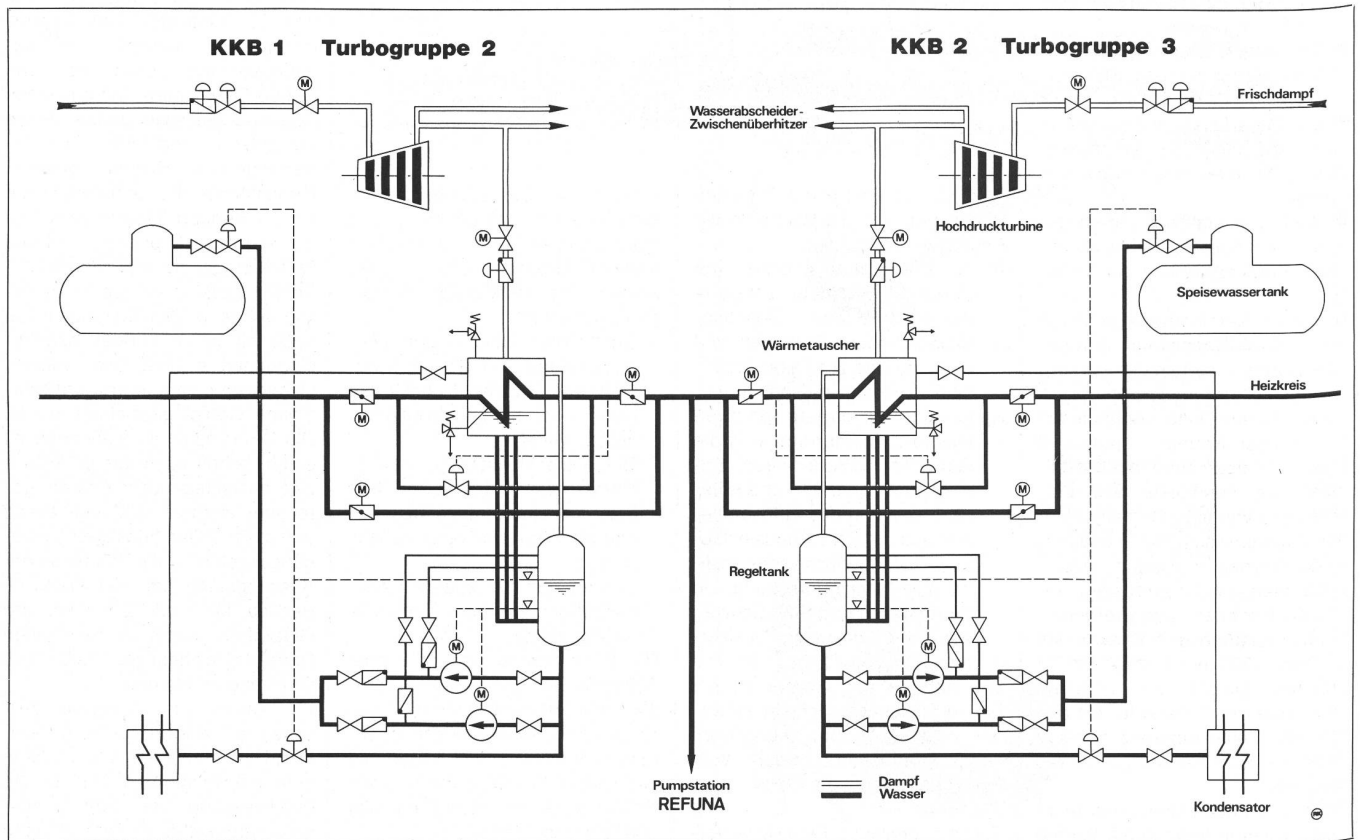 KKB 1 Turbogruppe 2
KKB 2 Turbogruppe 3
M
M
Frischdampf
Wasserabscheider-
Zwischenüberhitzer
Hochdruckturbine
M
M
Speisewassertank
Wärmetauscher
M
M
Heizkreis
M
M
M
M
Regeltank
M
M
M
M
Pumpstation
REFUNA
Dampf
Wasser
Kondensator